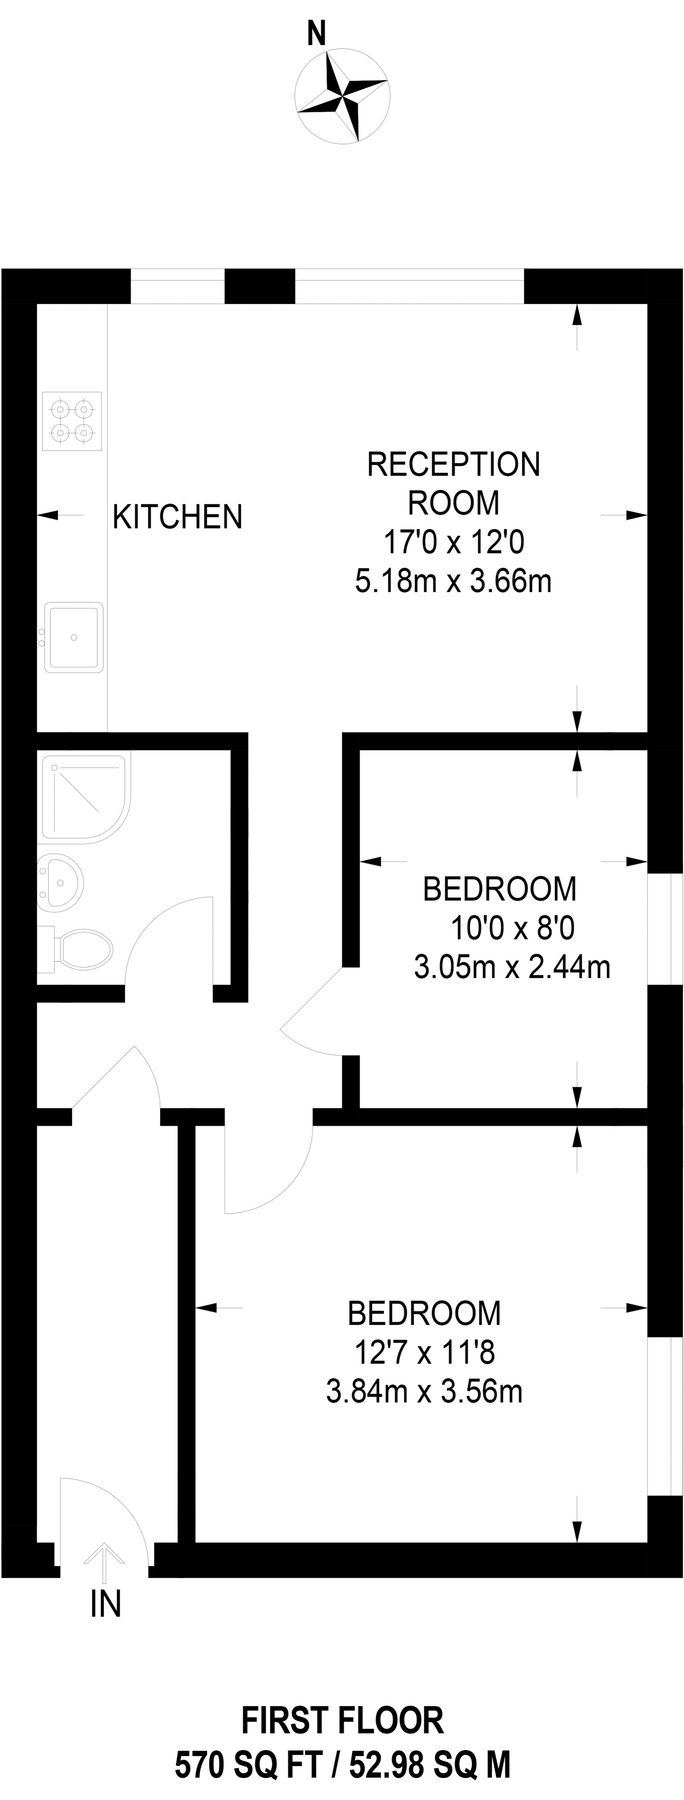 N
RECEPTION
ROOM
17'0 x 12'0
5.18m x 3.66m
KITCHEN
BEDROOM
10'0 x 8'0
3.05m x 2.44m
BEDROOM
12'7 x 11'8
3.84m x 3.56m
IN
FIRST FLOOR
570 SQ FT / 52.98 SQ M